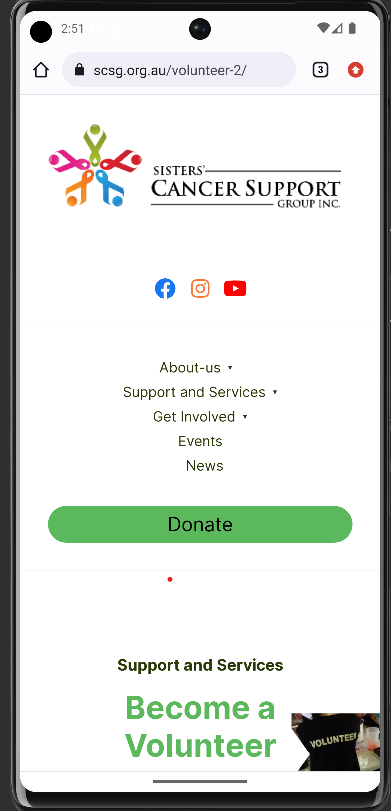 2:51
scsg.org.au/volunteer-2/
3
SISTERS'
CANCER SUPPORT
GROUP INC.
About-us ▾
Support and Services ▾
Get Involved ▾
Events
News
Donate
Support and Services
Become a
Volunteer
VOLUNTEER